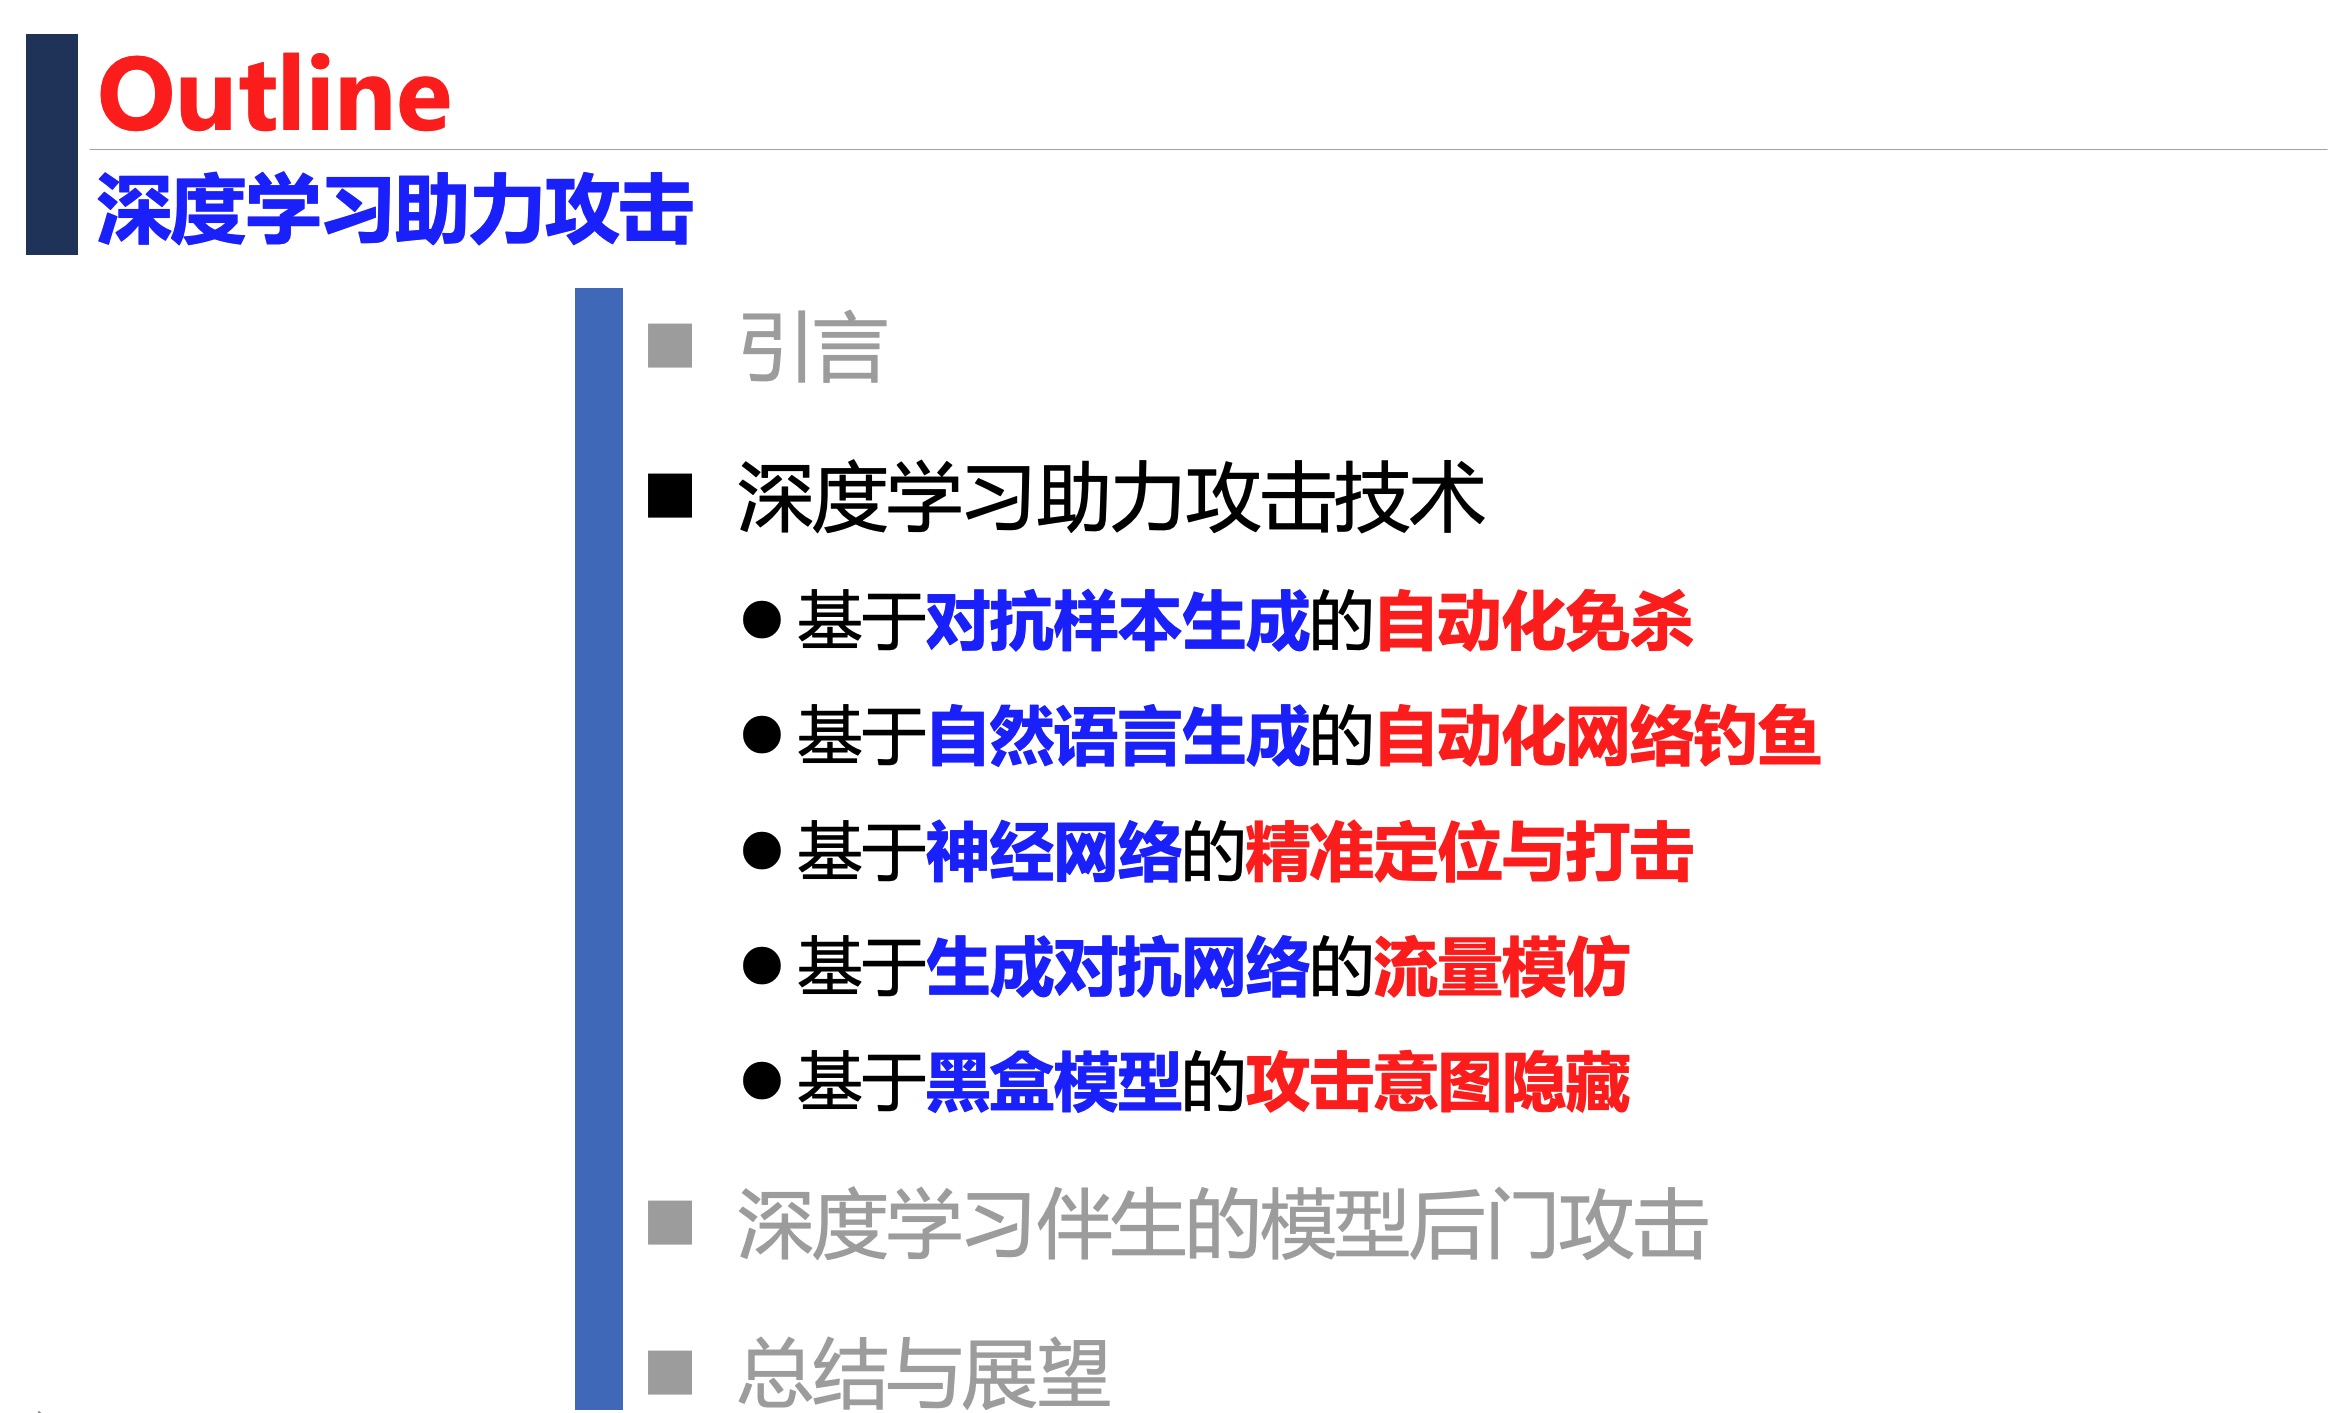 Outline
深度学习助力攻击
引言
深度学习助力攻击技术
基于对抗样本生成的自动化免杀
基于自然语言生成的自动化网络钓鱼
基于神经网络的精准定位与打击
基于生成对抗网络的流量模仿
基于黑盒模型的攻击意图隐藏
深度学习伴生的模型后门攻击
总结与展望